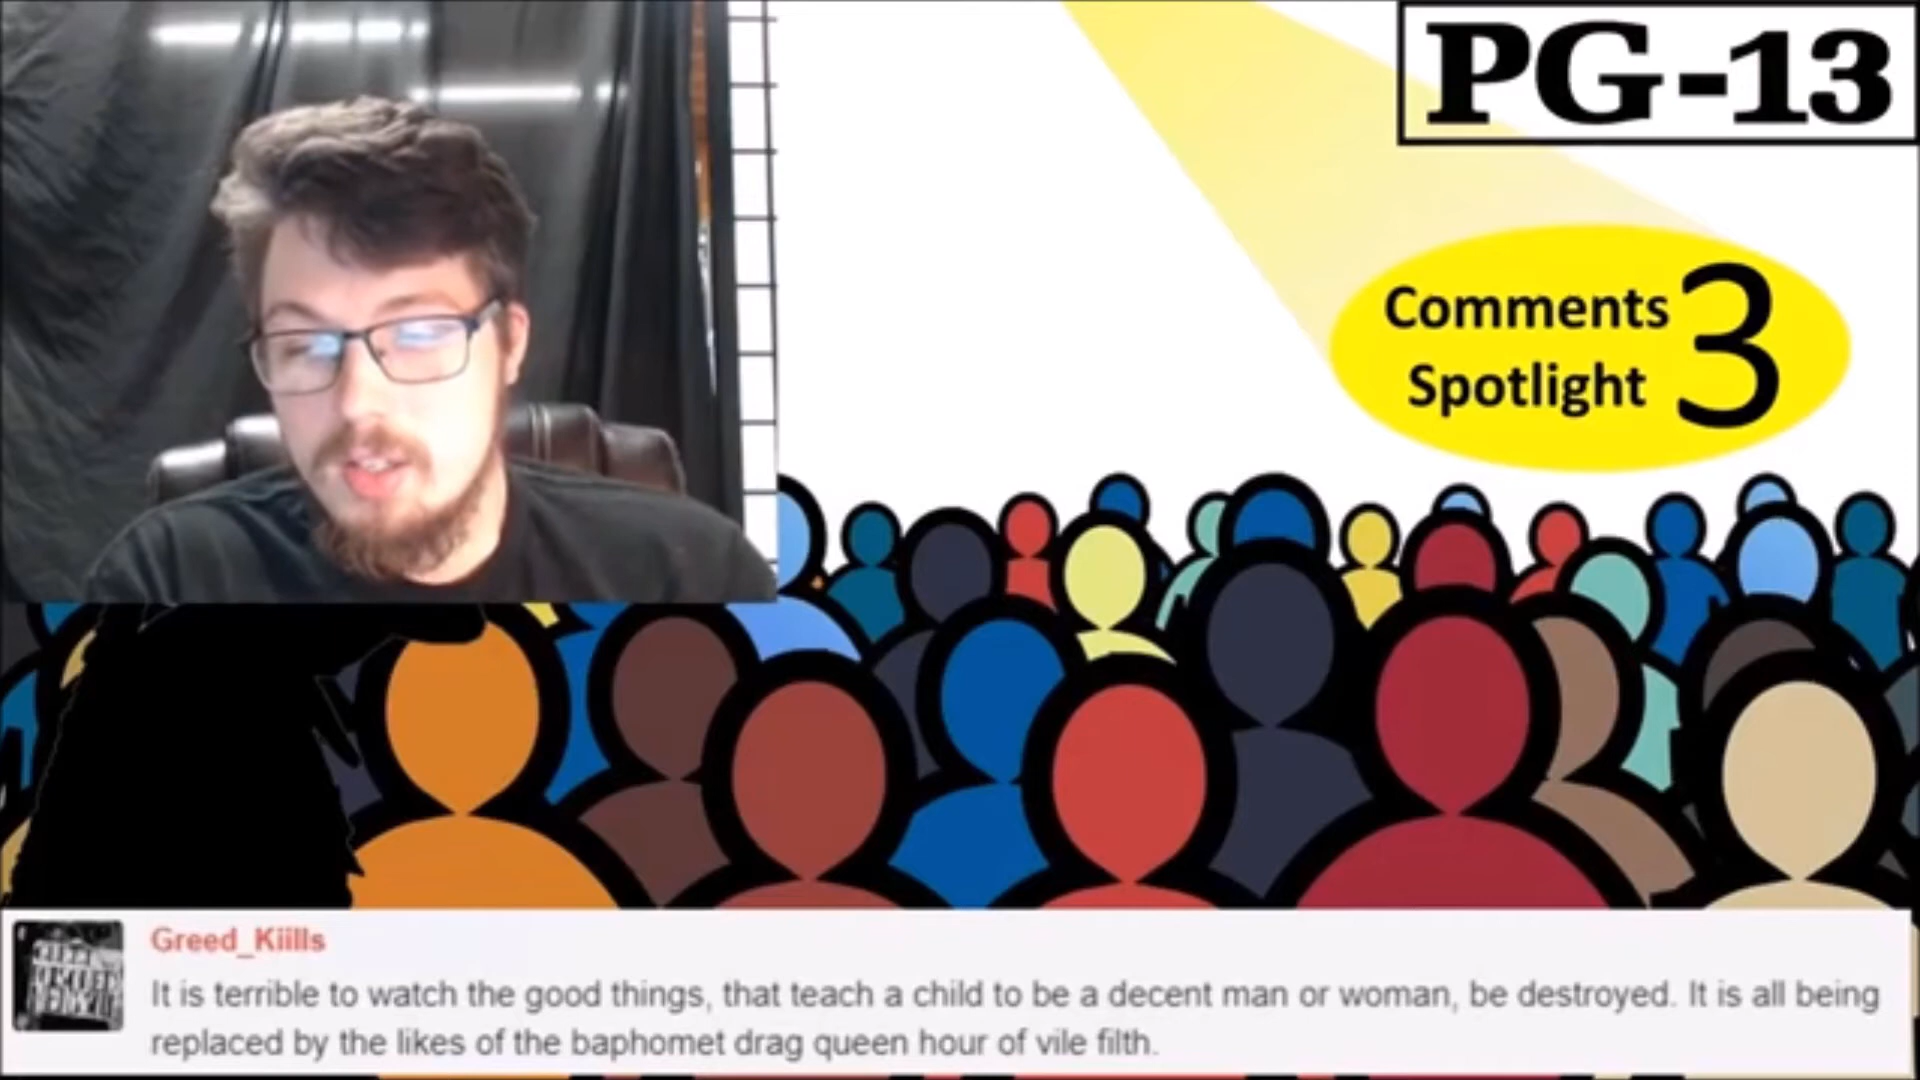 PG-13
Comments
Spotlight 3
Greed_Kiills
It is terrible to watch the good things, that teach a child to be a decent man or woman, be destroyed. It is all being
replaced by the likes of the baphomet drag queen hour of vile filth.